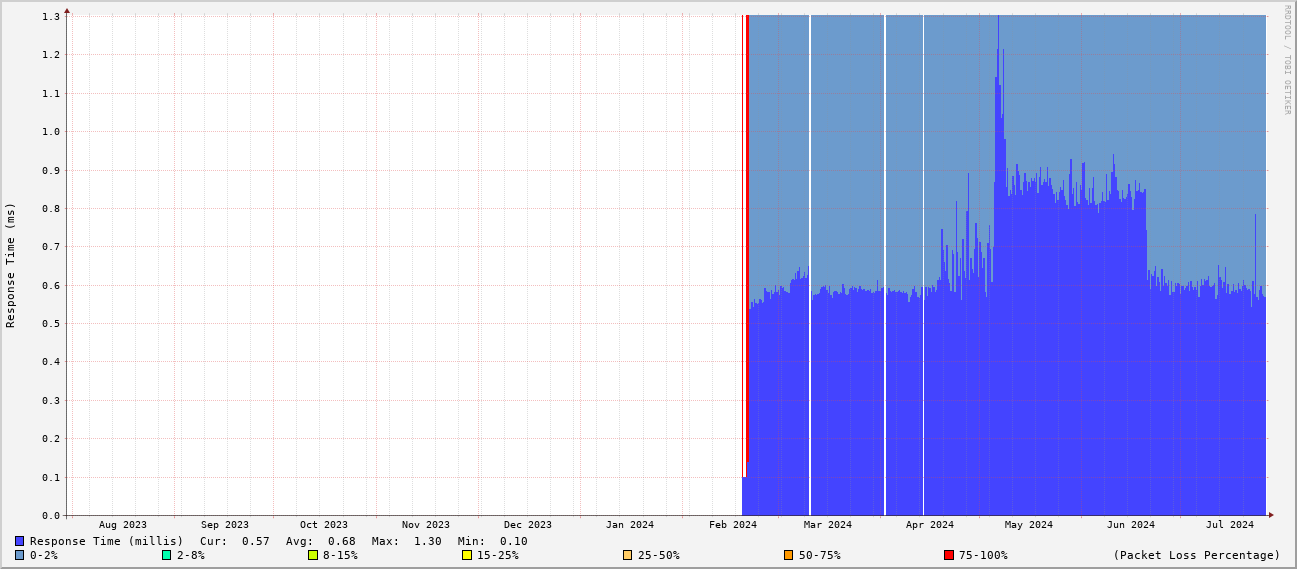 RRDTOOL / TOBI OETIKER
Response Time (ms)
1.3
1.2
1.1
1.0
0.9
0.8
0.7
0.6
0.5
0.4
0.3
0.2
0.1
0.0
Aug 2023 Sep 2023 Oct 2023 Nov 2023 Dec 2023 Jan 2024 Feb 2024 Mar 2024 Apr 2024 May 2024 Jun 2024 Jul 2024
Response Time (millis) Cur: 0.57 Avg: 0.68 Max: 1.30 Min: 0.10
0-2% 2-8% 8-15% 15-25% 25-50% 50-75% 75-100% (Packet Loss Percentage)